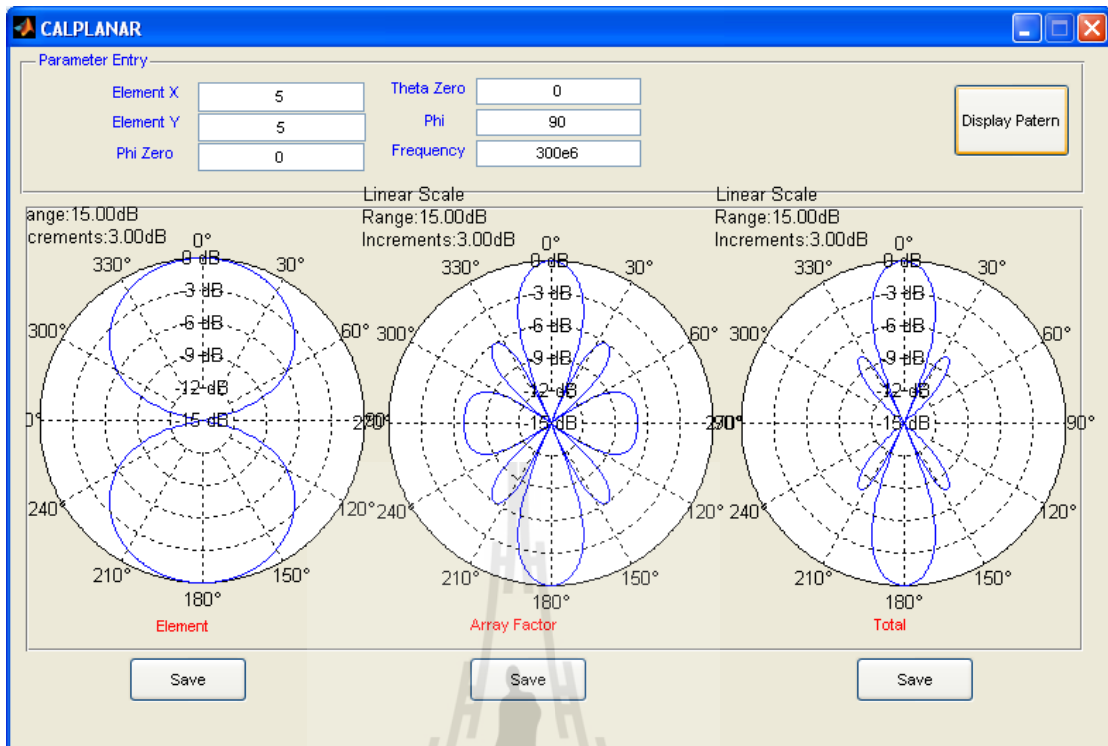 CALPLANAR
Parameter Entry
Element X 5
Element Y 5
Phi Zero 0
Theta Zero 0
Phi 90
Frequency 300e6
Display Patern
ange:15.00dB
crements:3.00dB
0°
330° 30°
300° 60°
0° 270°
240° 120°
210° 150°
180°
0 dB
-3 dB
-6 dB
-9 dB
-12 dB
-15 dB
Element
Linear Scale
Range:15.00dB
Increments:3.00dB
0°
330° 30°
300° 60°
240° 120°
210° 150°
180°
0 dB
-3 dB
-6 dB
-9 dB
-12 dB
-15 dB
Array Factor
Linear Scale
Range:15.00dB
Increments:3.00dB
0°
330° 30°
300° 60°
90°
240° 120°
210° 150°
180°
0 dB
-3 dB
-6 dB
-9 dB
-12 dB
-15 dB
Total
Save
Save
Save